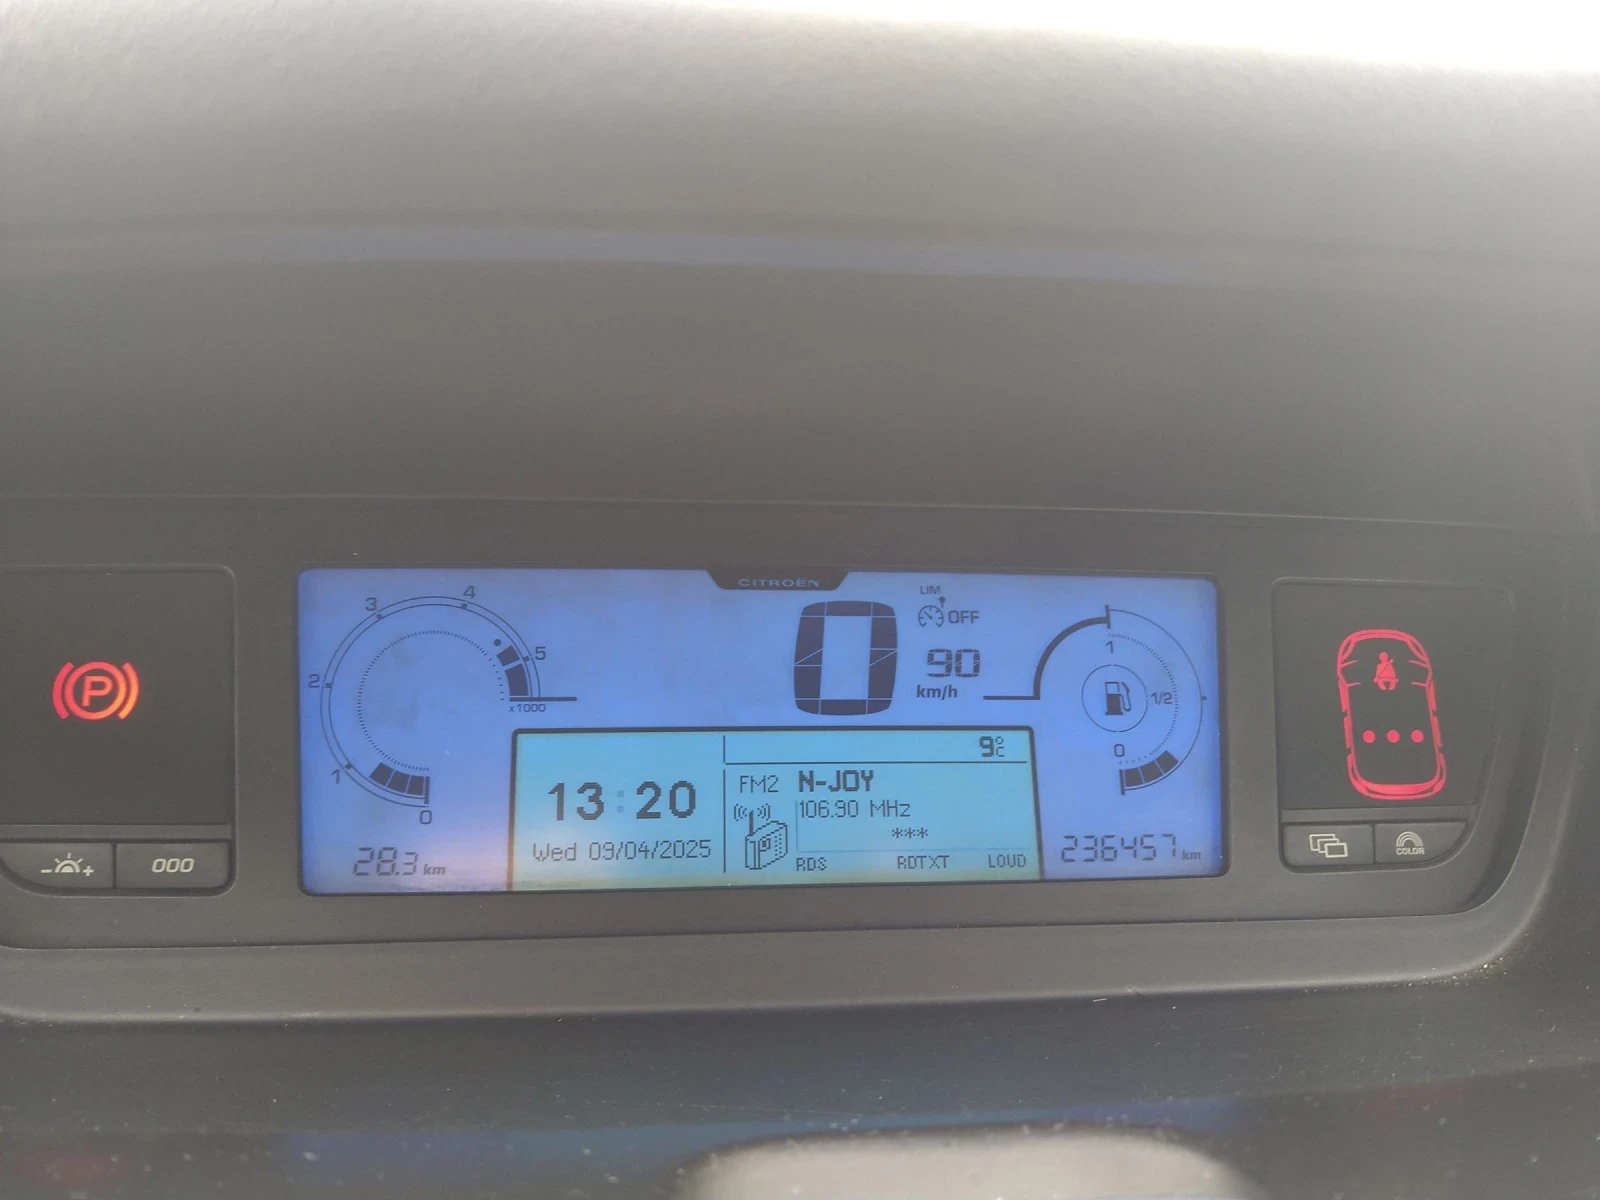 CITROËN
4
3
5
2
x1000
1
0
28.3 km
P
- +
000
0
LIM
OFF
90
km/h
1
1/2
0
236457 km
9°C
13:20
Wed 09/04/2025
FM2 N-JOY
106.90 MHz
***
RDS RDTXT LOUD
COLOR